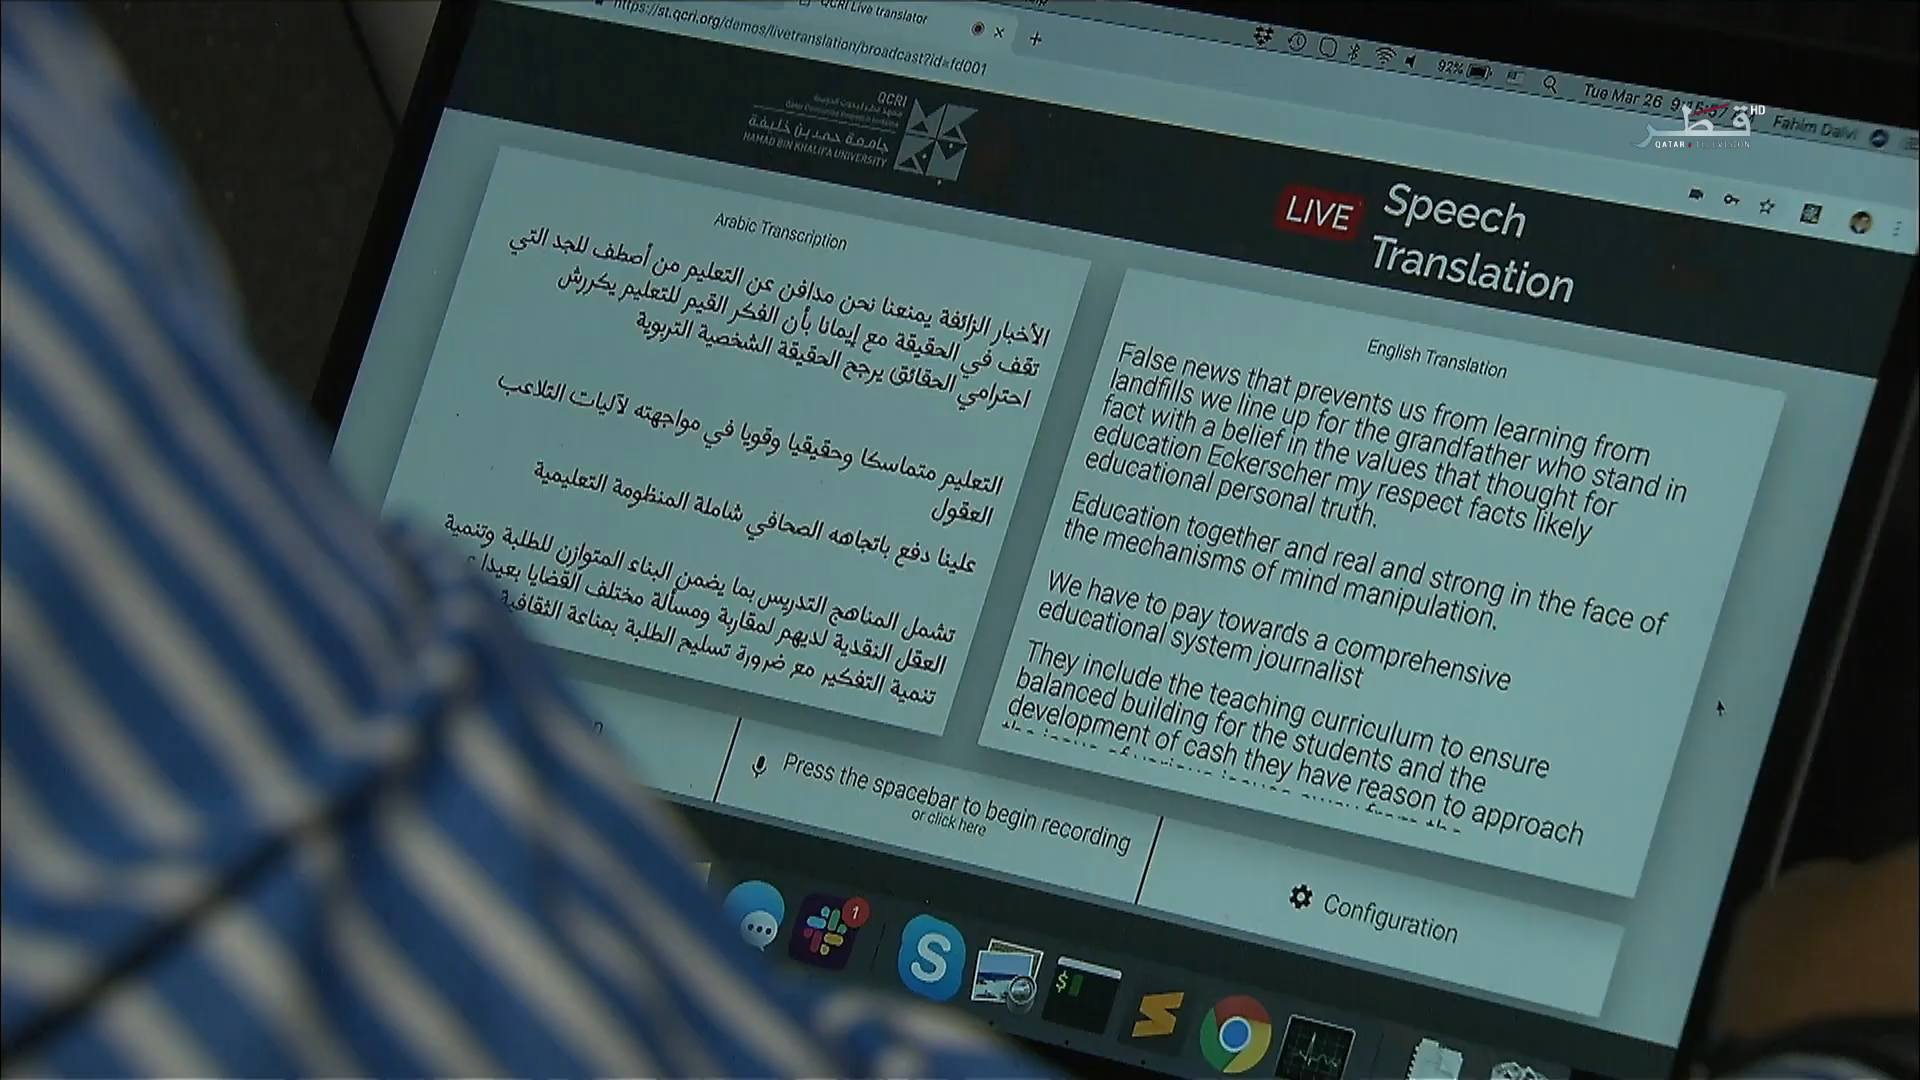 QCRI Live translator
https://st.qcri.org/demos/livetranslation/broadcast?id=fd001
92%
Tue Mar 26
Fahim Dalvi
قطر
HD
QATAR TELEVISION
QCRI
جامعة حمد بن خليفة
HAMAD BIN KHALIFA UNIVERSITY
LIVE
Speech
Translation
Arabic Transcription
الأخبار الزائفة يمنعنا نحن مدافن عن التعليم من أصطف للجد التي
تقف في الحقيقة مع إيمانا بأن الفكر القيم للتعليم يكررش
احترامي الحقائق يرجح الحقيقة الشخصية التربوية
التعليم متماسكا وحقيقيا وقويا في مواجهته لآليات التلاعب
العقول
علينا دفع باتجاهه الصحافي شاملة المنظومة التعليمية
تشمل المناهج التدريس بما يضمن البناء المتوازن للطلبة وتنمية
العقل النقدية لديهم لمقاربة ومسألة مختلف القضايا بعيدا
تنمية التفكير مع ضرورة تسليح الطلبة بمناعة الثقافية
English Translation
False news that prevents us from learning from
landfills we line up for the grandfather who stand in
fact with a belief in the values that thought for
education Eckerscher my respect facts likely
educational personal truth.
Education together and real and strong in the face of
the mechanisms of mind manipulation.
We have to pay towards a comprehensive
educational system journalist
They include the teaching curriculum to ensure
balanced building for the students and the
development of cash they have reason to approach
Press the spacebar to begin recording
or click here
Configuration
1